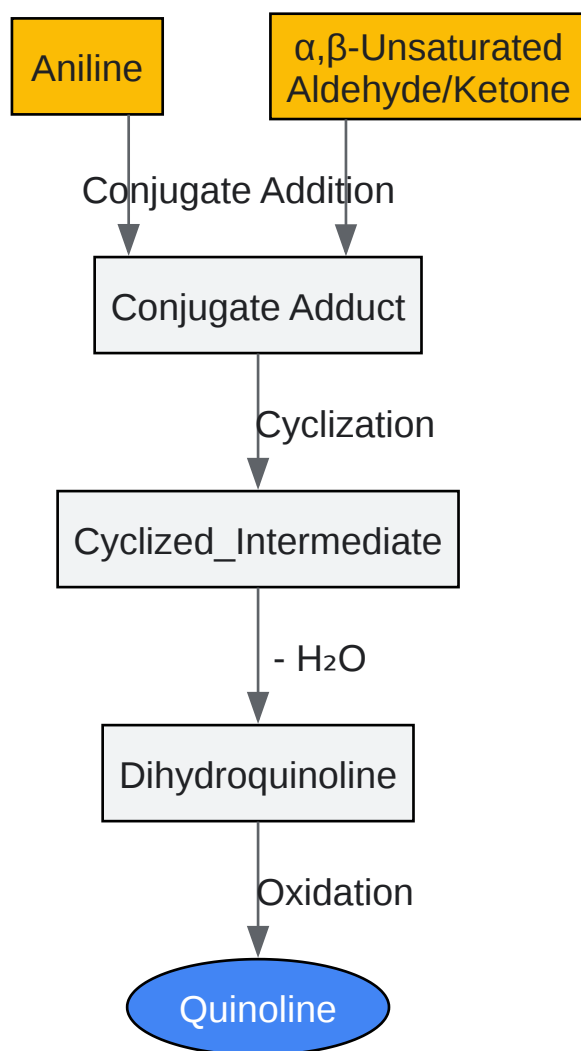 Aniline
α,β-Unsaturated
Aldehyde/Ketone
Conjugate Addition
Conjugate Adduct
Cyclization
Cyclized_Intermediate
- H₂O
Dihydroquinoline
Oxidation
Quinoline